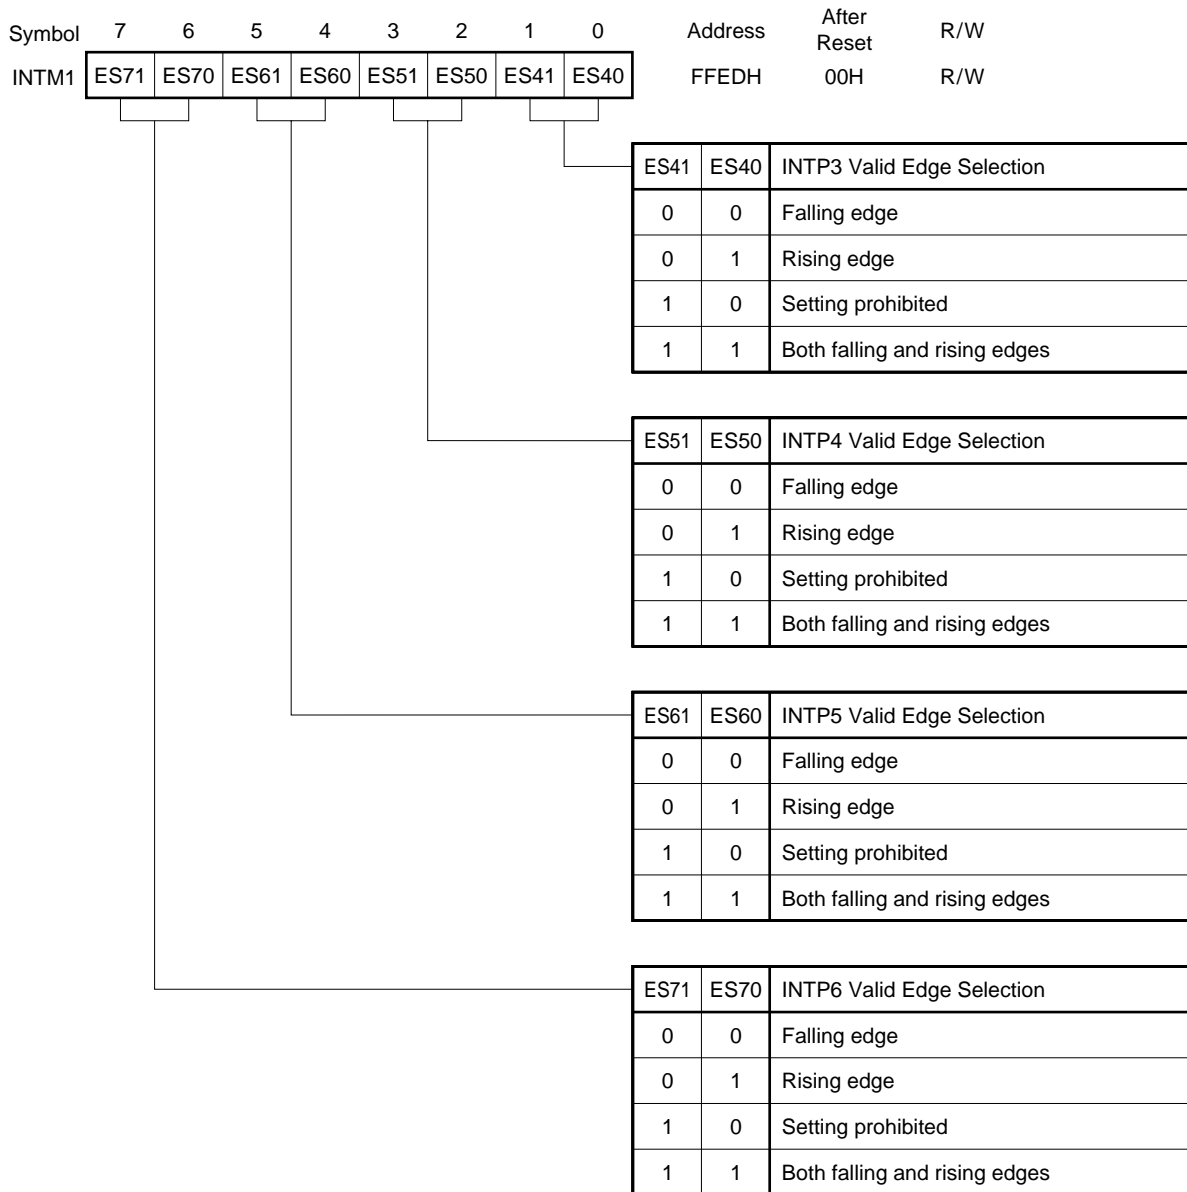 Symbol 7 6 5 4 3 2 1 0 Address After Reset R/W
INTM1 ES71 ES70 ES61 ES60 ES51 ES50 ES41 ES40 FFEDH 00H R/W
ES41 ES40 INTP3 Valid Edge Selection
0 0 Falling edge
0 1 Rising edge
1 0 Setting prohibited
1 1 Both falling and rising edges
ES51 ES50 INTP4 Valid Edge Selection
0 0 Falling edge
0 1 Rising edge
1 0 Setting prohibited
1 1 Both falling and rising edges
ES61 ES60 INTP5 Valid Edge Selection
0 0 Falling edge
0 1 Rising edge
1 0 Setting prohibited
1 1 Both falling and rising edges
ES71 ES70 INTP6 Valid Edge Selection
0 0 Falling edge
0 1 Rising edge
1 0 Setting prohibited
1 1 Both falling and rising edges